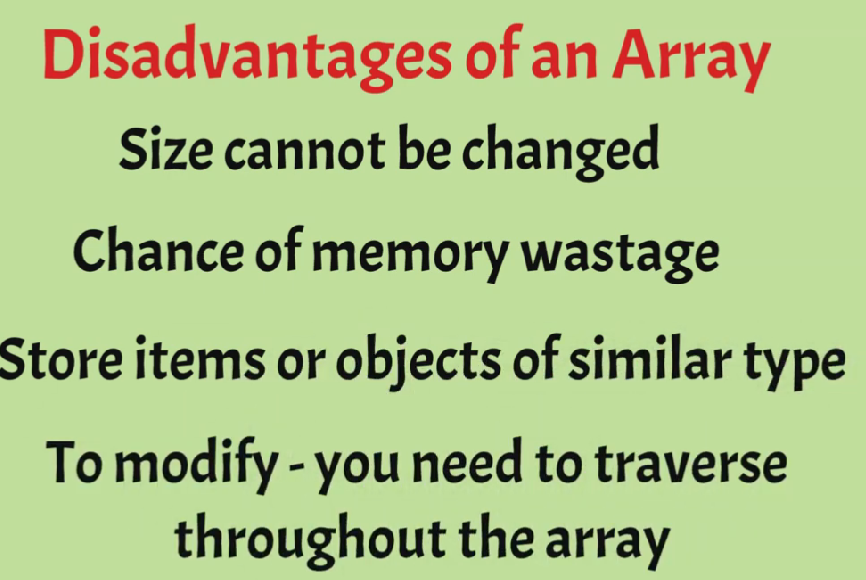 Disadvantages of an Array
Size cannot be changed
Chance of memory wastage
Store items or objects of similar type
To modify - you need to traverse
throughout the array